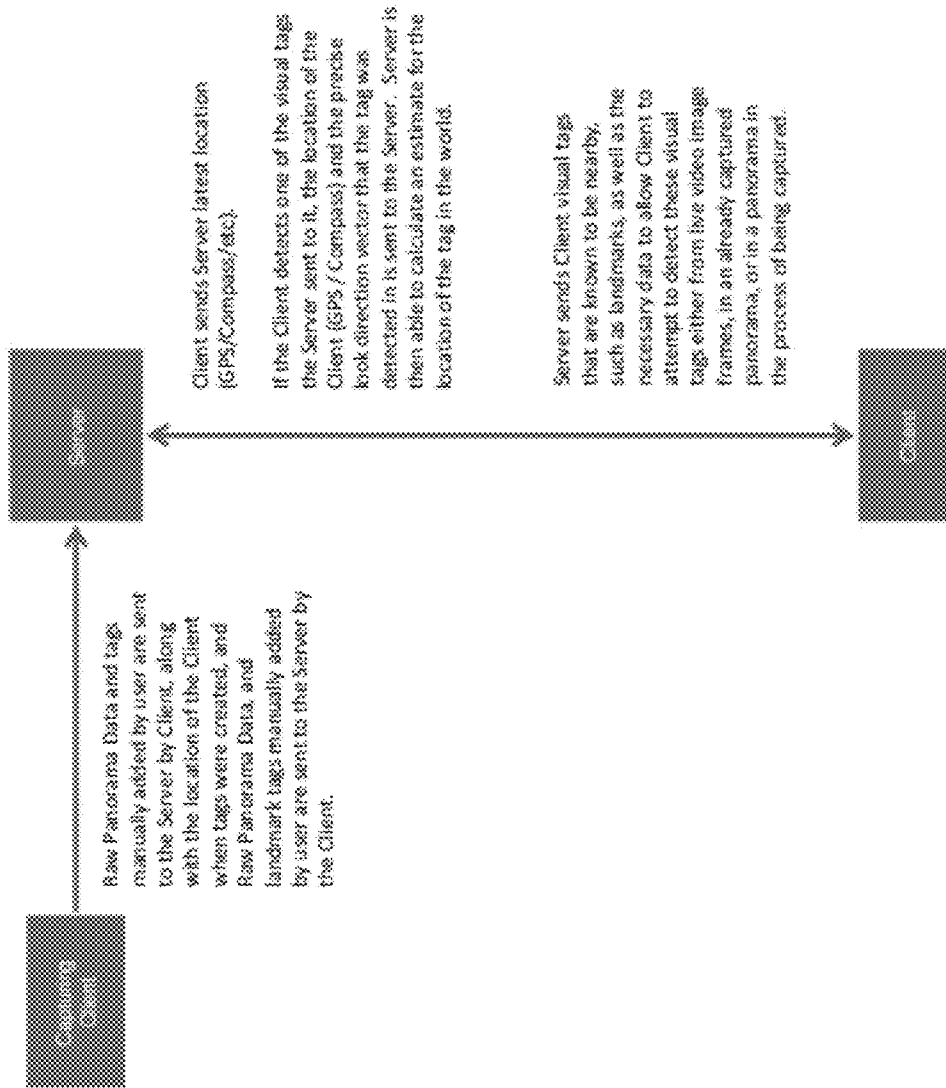 Capturing
Client
Raw Panorama Data and tags
manually added by user are sent
to the Server by Client, along
with the location of the Client
when tags were created, and
Raw Panorama Data, and
landmark tags manually added
by user are sent to the Server by
the Client.
Server
Client sends Server latest location
(GPS/Compass/etc).
If the Client detects one of the visual tags
the Server sent to it, the location of the
Client (GPS / Compass) and the precise
look direction vector that the tag was
detected in is sent to the Server. Server is
then able to calculate an estimate for the
location of the tag in the world.
Server sends Client visual tags
that are known to be nearby,
such as landmarks, as well as the
necessary data to allow Client to
attempt to detect these visual
tags either from live video image
frames, in an already captured
panorama, or in a panorama in
the process of being captured.
Client